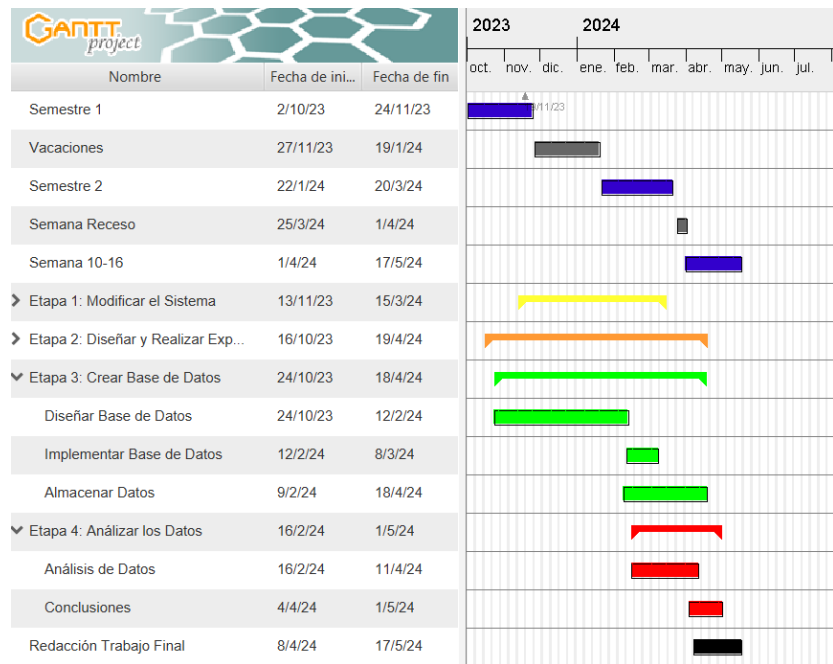 GANTT
project
2023 2024
oct. nov. dic. ene. feb. mar. abr. may. jun. jul.
Nombre Fecha de ini... Fecha de fin
Semestre 1 2/10/23 24/11/23
Vacaciones 27/11/23 19/1/24
Semestre 2 22/1/24 20/3/24
Semana Receso 25/3/24 1/4/24
Semana 10-16 1/4/24 17/5/24
Etapa 1: Modificar el Sistema 13/11/23 15/3/24
Etapa 2: Diseñar y Realizar Exp... 16/10/23 19/4/24
Etapa 3: Crear Base de Datos 24/10/23 18/4/24
Diseñar Base de Datos 24/10/23 12/2/24
Implementar Base de Datos 12/2/24 8/3/24
Almacenar Datos 9/2/24 18/4/24
Etapa 4: Análizar los Datos 16/2/24 1/5/24
Análisis de Datos 16/2/24 11/4/24
Conclusiones 4/4/24 1/5/24
Redacción Trabajo Final 8/4/24 17/5/24